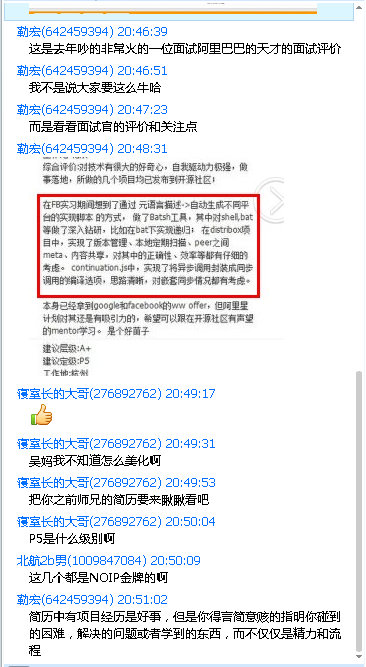 勒宏(642459394) 20:46:39
这是去年吵的非常火的一位面试阿里巴巴的天才的面试评价
勒宏(642459394) 20:46:51
我不是说大家要这么牛哈
勒宏(642459394) 20:47:23
而是看看面试官的评价和关注点
勒宏(642459394) 20:48:31
综合评价:对技术有很大的好奇心，自我驱动力极强，做
事落地，所做的几个项目均已发布到开源社区；
在FB实习期间想到了通过 元语言描述->自动生成不同平
台的实现脚本 的方式， 做了Batsh工具，其中对shell,bat
等做了深入钻研，比如在bat下实现递归； 在distrbox项
目中，实现了版本管理、本地定期扫描、peer之间
meta、内容共享，对其中的正确性、效率等都有仔细的
考虑。 continuation.js中，实现了将异步调用封装成同步
调用的编译选项，思路清晰，对嵌套同步情况都有考虑。
本身已经拿到google和facebook的ww offer，但阿里星
计划对其还是有吸引力的，希望可以跟在开源社区有声望
的mentor学习。 是个好苗子
建议层级:A+
建议定级:P5
工作地:杭州
寝室长的大哥(276892762) 20:49:17
寝室长的大哥(276892762) 20:49:31
吴妈我不知道怎么美化啊
寝室长的大哥(276892762) 20:49:53
把你之前师兄的简历要来瞅瞅看吧
寝室长的大哥(276892762) 20:50:04
P5是什么级别啊
北航2b男(1009847084) 20:50:09
这几个都是NOIP金牌的啊
勒宏(642459394) 20:51:02
简历中有项目经历是好事，但是你得言简意赅的指明你碰到
的困难，解决的问题或者学到的东西，而不仅仅是精力和流
程